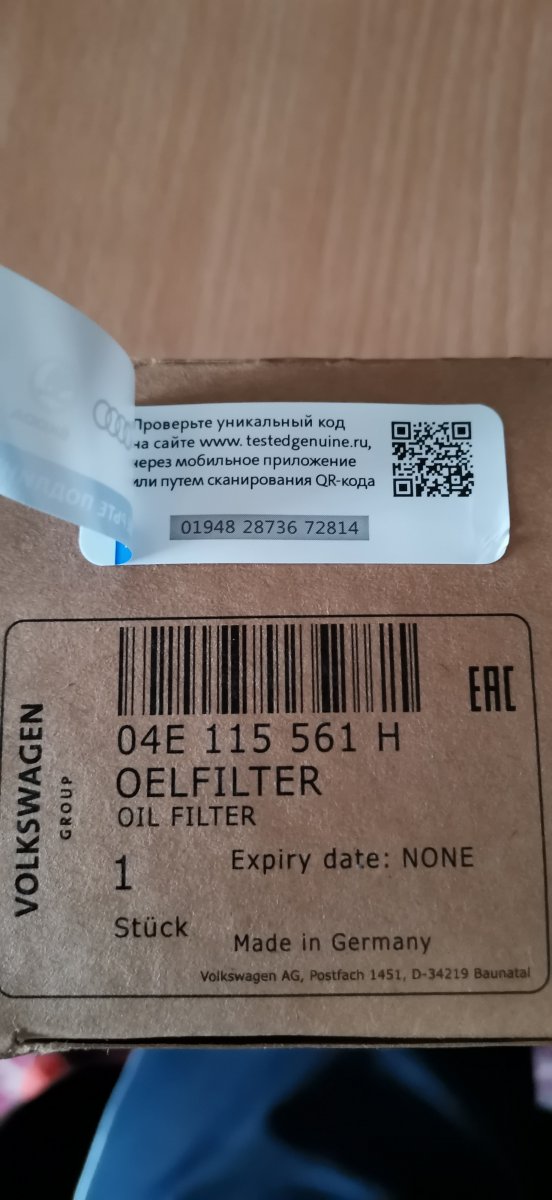 Проверьте уникальный код
на сайте www. testedgenuine.ru,
через мобильное приложение
или путем сканирования QR-кода
01948 28736 72814
EAC
04E 115 561 H
OELFILTER
OIL FILTER
VOLKSWAGEN
GROUP
1
Expiry date: NONE
Stück
Made in Germany
Volkswagen AG, Postfach 1451, D-34219 Baunatal